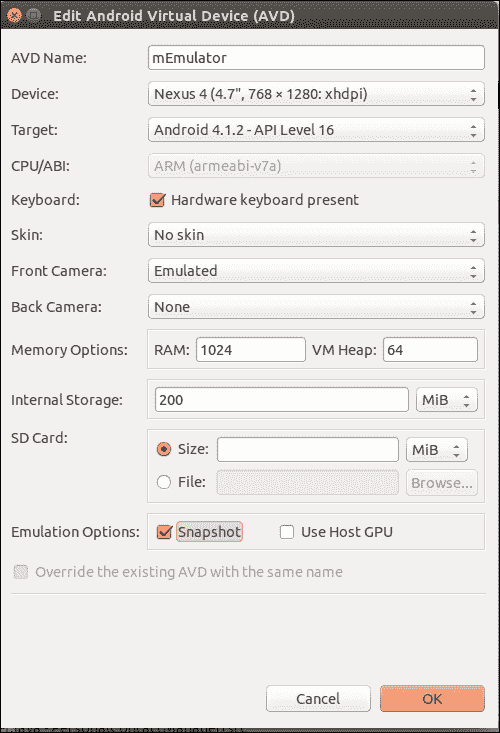 Edit Android Virtual Device (AVD)
AVD Name: mEmulator
Device: Nexus 4 (4.7", 768 × 1280: xhdpi)
Target: Android 4.1.2 - API Level 16
CPU/ABI: ARM (armeabi-v7a)
Keyboard: Hardware keyboard present
Skin: No skin
Front Camera: Emulated
Back Camera: None
Memory Options: RAM: 1024 VM Heap: 64
Internal Storage: 200 MiB
SD Card:
Size: MiB
File: Browse...
Emulation Options: Snapshot Use Host GPU
Override the existing AVD with the same name
Cancel OK